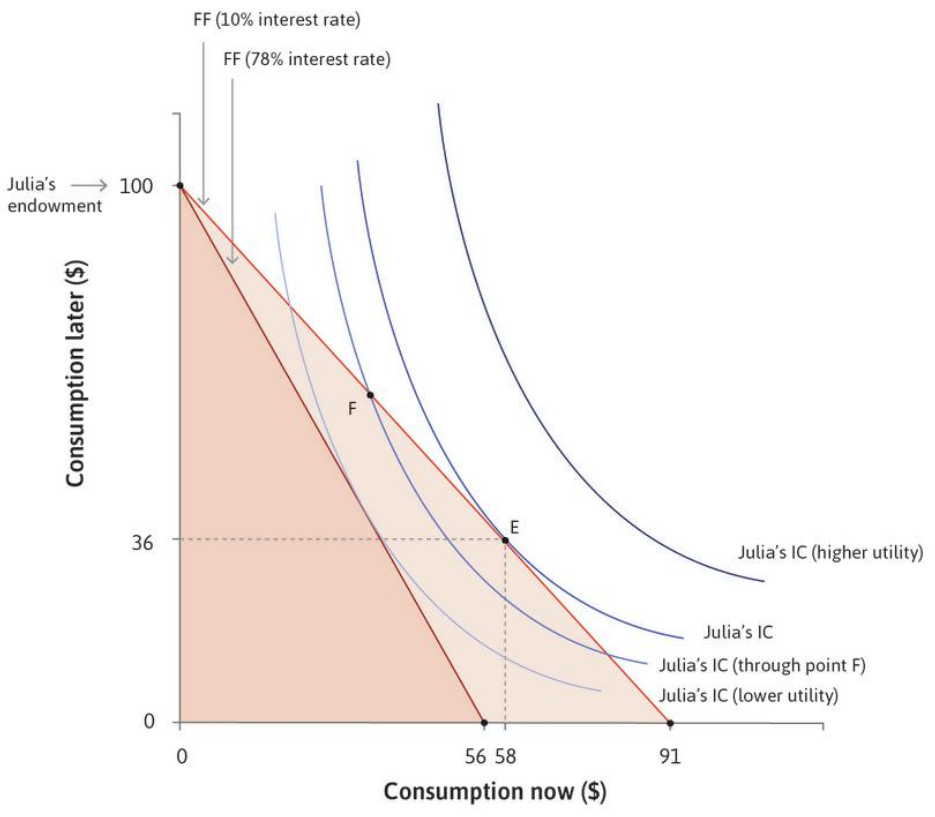 FF (10% interest rate)
FF (78% interest rate)
Julia's
endowment
100
Consumption later ($)
F
E
36
Julia's IC (higher utility)
Julia's IC
Julia's IC (through point F)
Julia's IC (lower utility)
0
0
56
58
91
Consumption now ($)